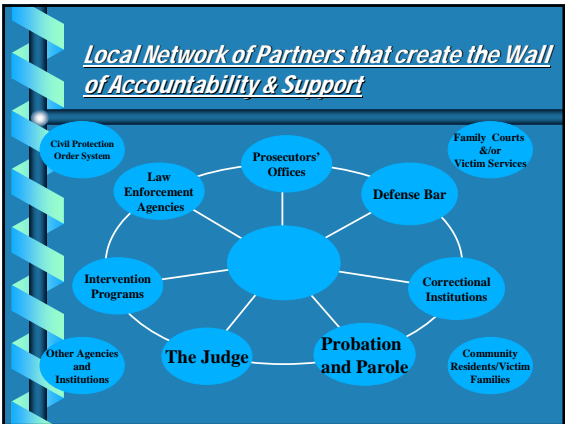 Local Network of Partners that create the Wall
of Accountability & Support
Civil Protection
Order System
Prosecutors'
Offices
Family Courts
&/or
Victim Services
Law
Enforcement
Agencies
Defense Bar
Intervention
Programs
Correctional
Institutions
Other Agencies
and
Institutions
The Judge
Probation
and Parole
Community
Residents/Victim
Families